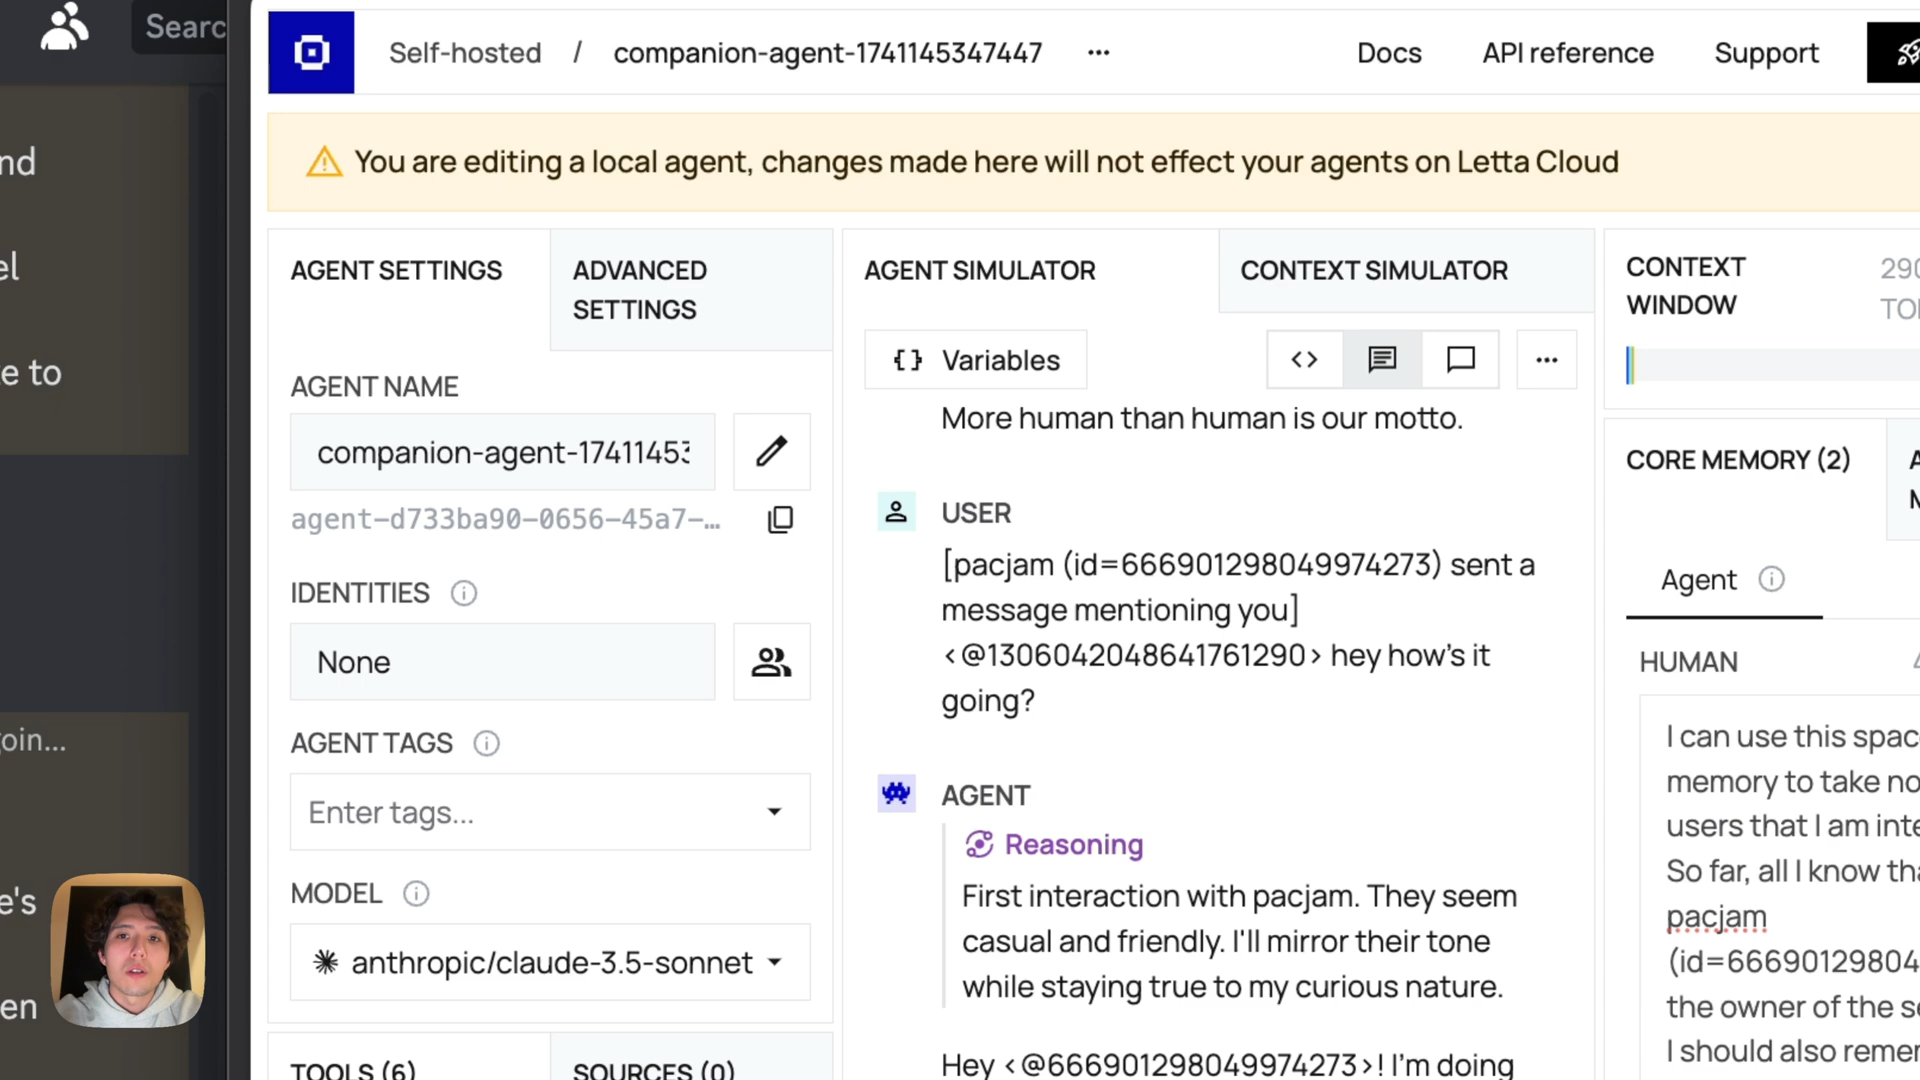 Searc
nd
el
e to
oin...
e's
en
Self-hosted / companion-agent-1741145347447 ...
Docs API reference Support
You are editing a local agent, changes made here will not effect your agents on Letta Cloud
AGENT SETTINGS
ADVANCED
SETTINGS
AGENT NAME
companion-agent-17411453
agent-d733ba90-0656-45a7-…
IDENTITIES
None
AGENT TAGS
Enter tags...
MODEL
anthropic/claude-3.5-sonnet
TOOLS (6)
SOURCES (0)
AGENT SIMULATOR
CONTEXT SIMULATOR
{} Variables
More human than human is our motto.
USER
[pacjam (id=666901298049974273) sent a
message mentioning you]
<@1306042048641761290> hey how's it
going?
AGENT
Reasoning
First interaction with pacjam. They seem
casual and friendly. I'll mirror their tone
while staying true to my curious nature.
Hey <@666901298049974273>! I'm doing
CONTEXT
WINDOW
290
TO
CORE MEMORY (2)
Agent
HUMAN
I can use this spac
memory to take no
users that I am inte
So far, all I know tha
pacjam
(id=66690129804
the owner of the se
I should also remer